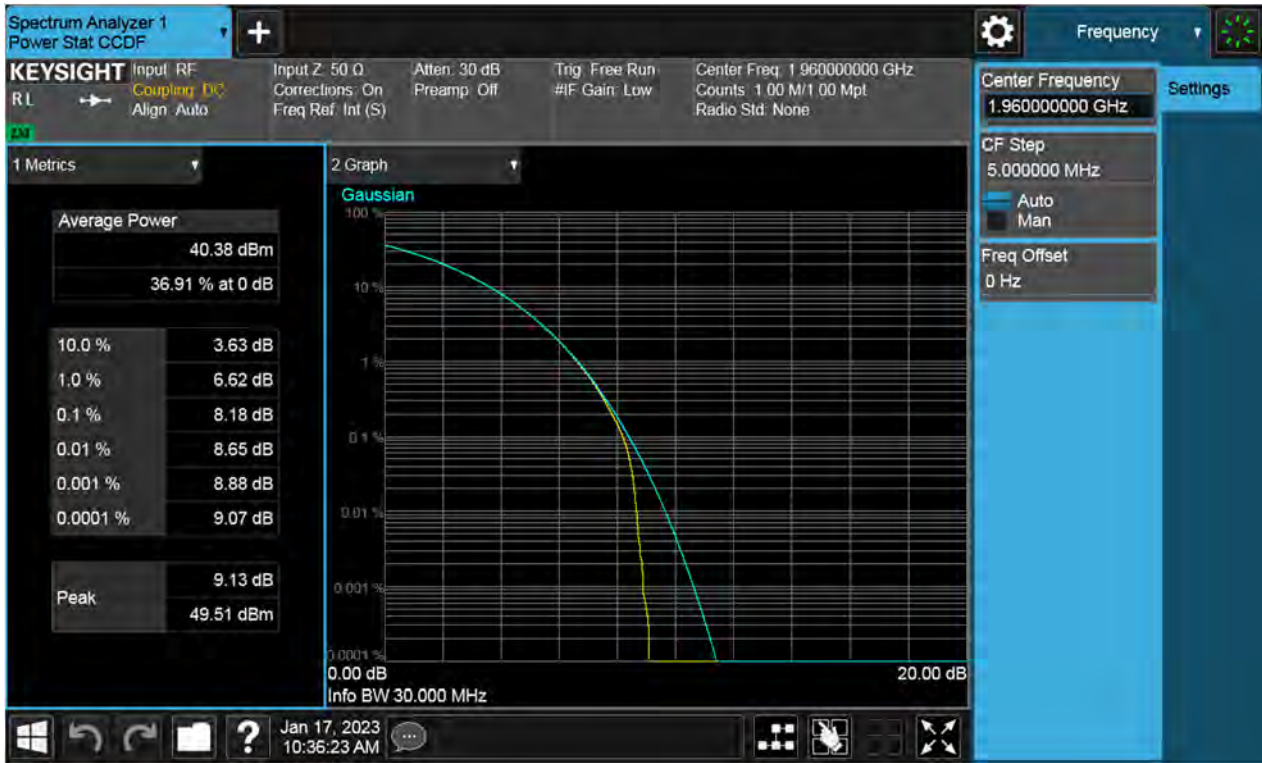 Spectrum Analyzer 1
Power Stat CCDF
+
Frequency
KEYSIGHT
RL
Input: RF
Coupling: DC
Align: Auto
Input Z: 50 Ω
Corrections: On
Freq Ref: Int (S)
Atten: 30 dB
Preamp: Off
Trig: Free Run
#IF Gain: Low
Center Freq: 1.960000000 GHz
Counts: 1.00 M/1.00 Mpt
Radio Std: None
Center Frequency
1.960000000 GHz
Settings
CF Step
5.000000 MHz
Auto
Man
Freq Offset
0 Hz
1 Metrics
Average Power
40.38 dBm
36.91 % at 0 dB
10.0 % 3.63 dB
1.0 % 6.62 dB
0.1 % 8.18 dB
0.01 % 8.65 dB
0.001 % 8.88 dB
0.0001 % 9.07 dB
Peak
9.13 dB
49.51 dBm
2 Graph
Gaussian
100 %
10 %
1 %
0.1 %
0.01 %
0.001 %
0.0001 %
0.00 dB 20.00 dB
Info BW 30.000 MHz
?
Jan 17, 2023
10:36:23 AM